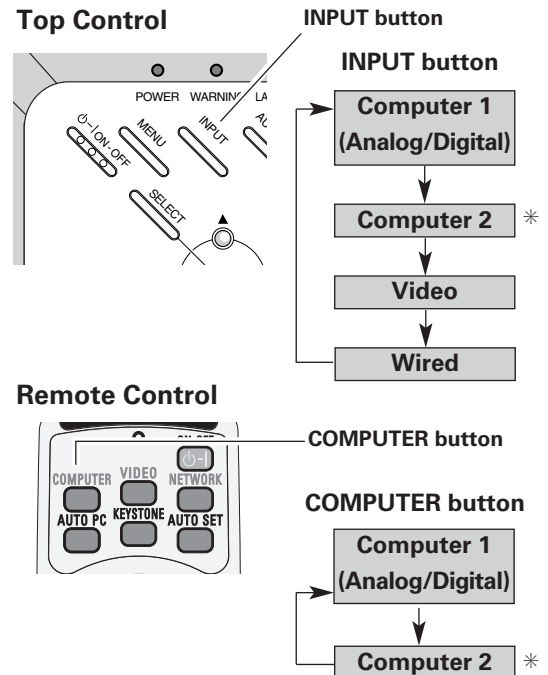 Top Control
INPUT button
INPUT button
POWER WARNING LA
ON-OFF
MENU
INPUT
AU
SELECT
Computer 1
(Analog/Digital)
Computer 2 ✳
Video
Wired
Remote Control
COMPUTER button
ON-OFF
COMPUTER VIDEO NETWORK
AUTO PC KEYSTONE AUTO SET
COMPUTER button
Computer 1
(Analog/Digital)
Computer 2 ✳